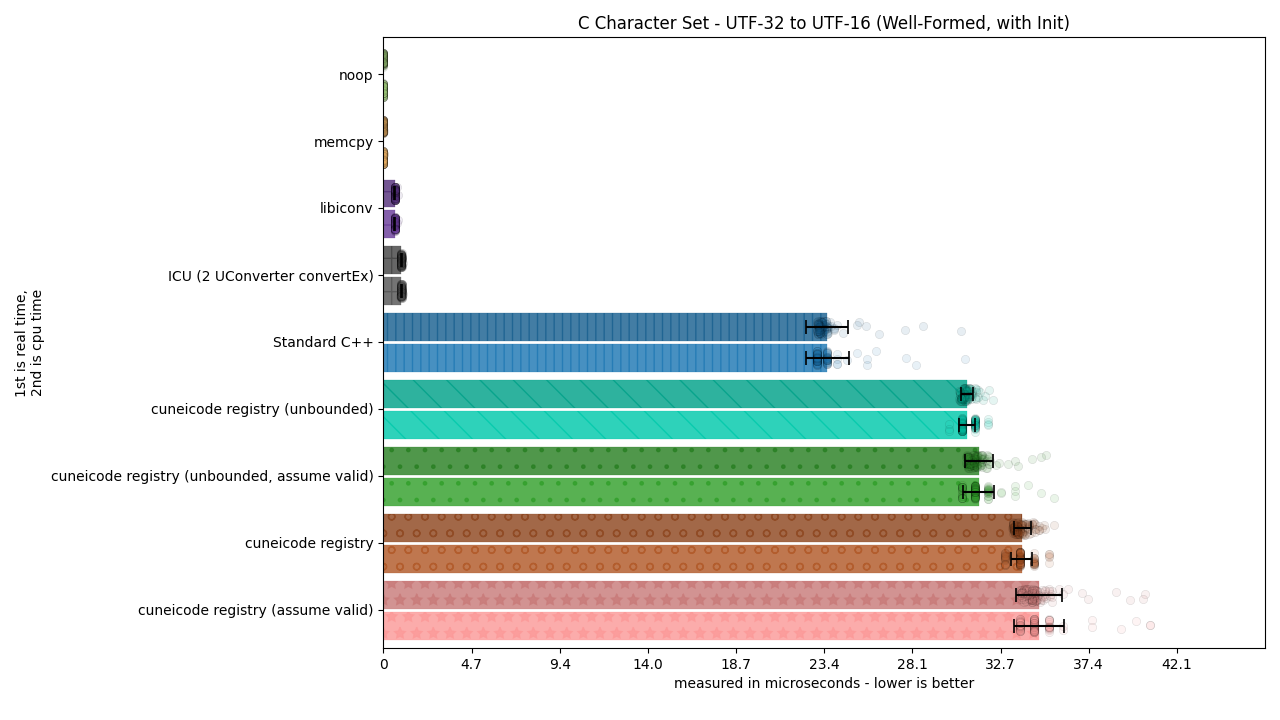 C Character Set - UTF-32 to UTF-16 (Well-Formed, with Init)
1st is real time,
2nd is cpu time
noop
memcpy
libiconv
ICU (2 UConverter convertEx)
Standard C++
cuneicode registry (unbounded)
cuneicode registry (unbounded, assume valid)
cuneicode registry
cuneicode registry (assume valid)
0 4.7 9.4 14.0 18.7 23.4 28.1 32.7 37.4 42.1
measured in microseconds - lower is better